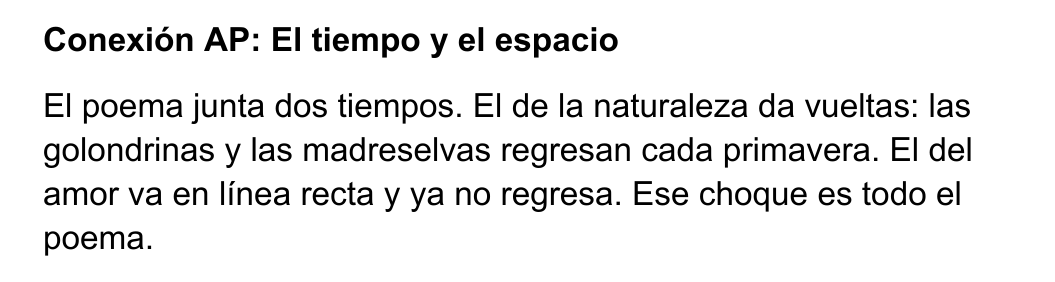 Conexión AP: El tiempo y el espacio
El poema junta dos tiempos. El de la naturaleza da vueltas: las
golondrinas y las madreselvas regresan cada primavera. El del
amor va en línea recta y ya no regresa. Ese choque es todo el
poema.